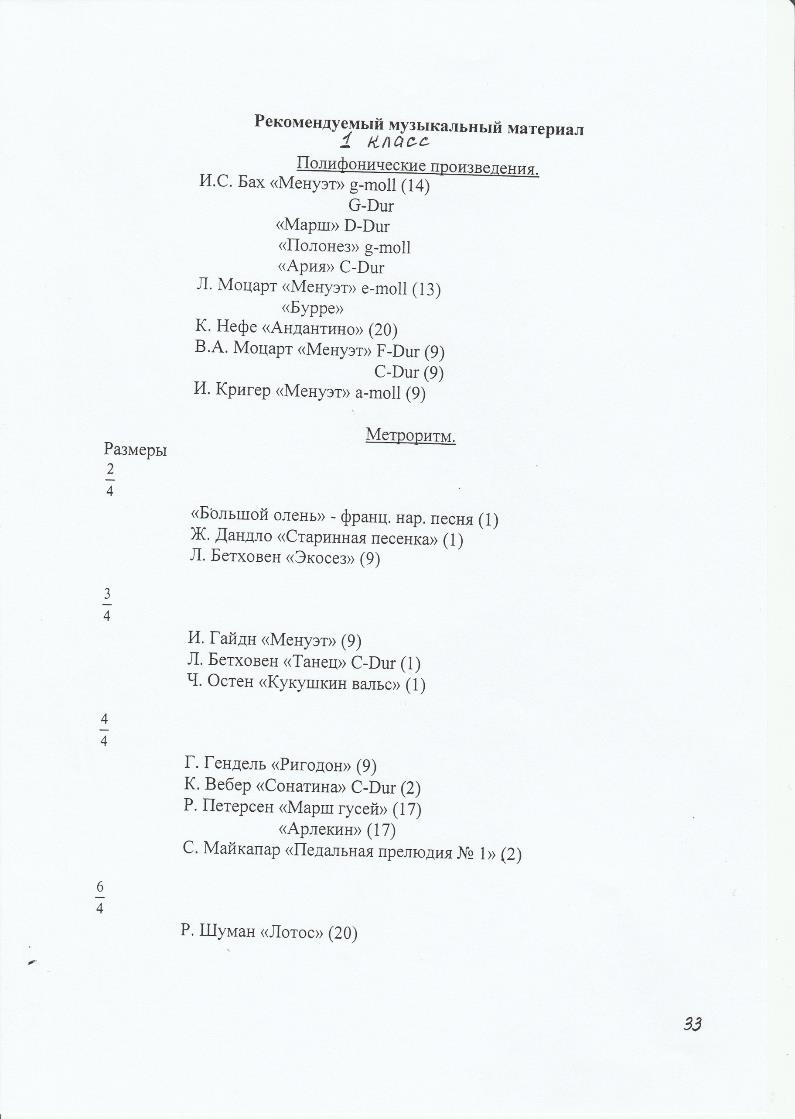 Рекомендуемый музыкальный материал
1 класс
Полифонические произведения.
И.С. Бах «Менуэт» g-moll (14)
G-Dur
«Марш» D-Dur
«Полонез» g-moll
«Ария» C-Dur
Л. Моцарт «Менуэт» e-moll (13)
«Бурре»
К. Нефе «Андантино» (20)
В.А. Моцарт «Менуэт» F-Dur (9)
C-Dur (9)
И. Кригер «Менуэт» a-moll (9)
Метроритм.
Размеры
2
4
«Большой олень» - франц. нар. песня (1)
Ж. Дандло «Старинная песенка» (1)
Л. Бетховен «Экосез» (9)
3
4
И. Гайдн «Менуэт» (9)
Л. Бетховен «Танец» C-Dur (1)
Ч. Остен «Кукушкин вальс» (1)
4
4
Г. Гендель «Ригодон» (9)
К. Вебер «Сонатина» C-Dur (2)
Р. Петерсен «Марш гусей» (17)
«Арлекин» (17)
С. Майкапар «Педальная прелюдия № 1» (2)
6
4
Р. Шуман «Лотос» (20)
33